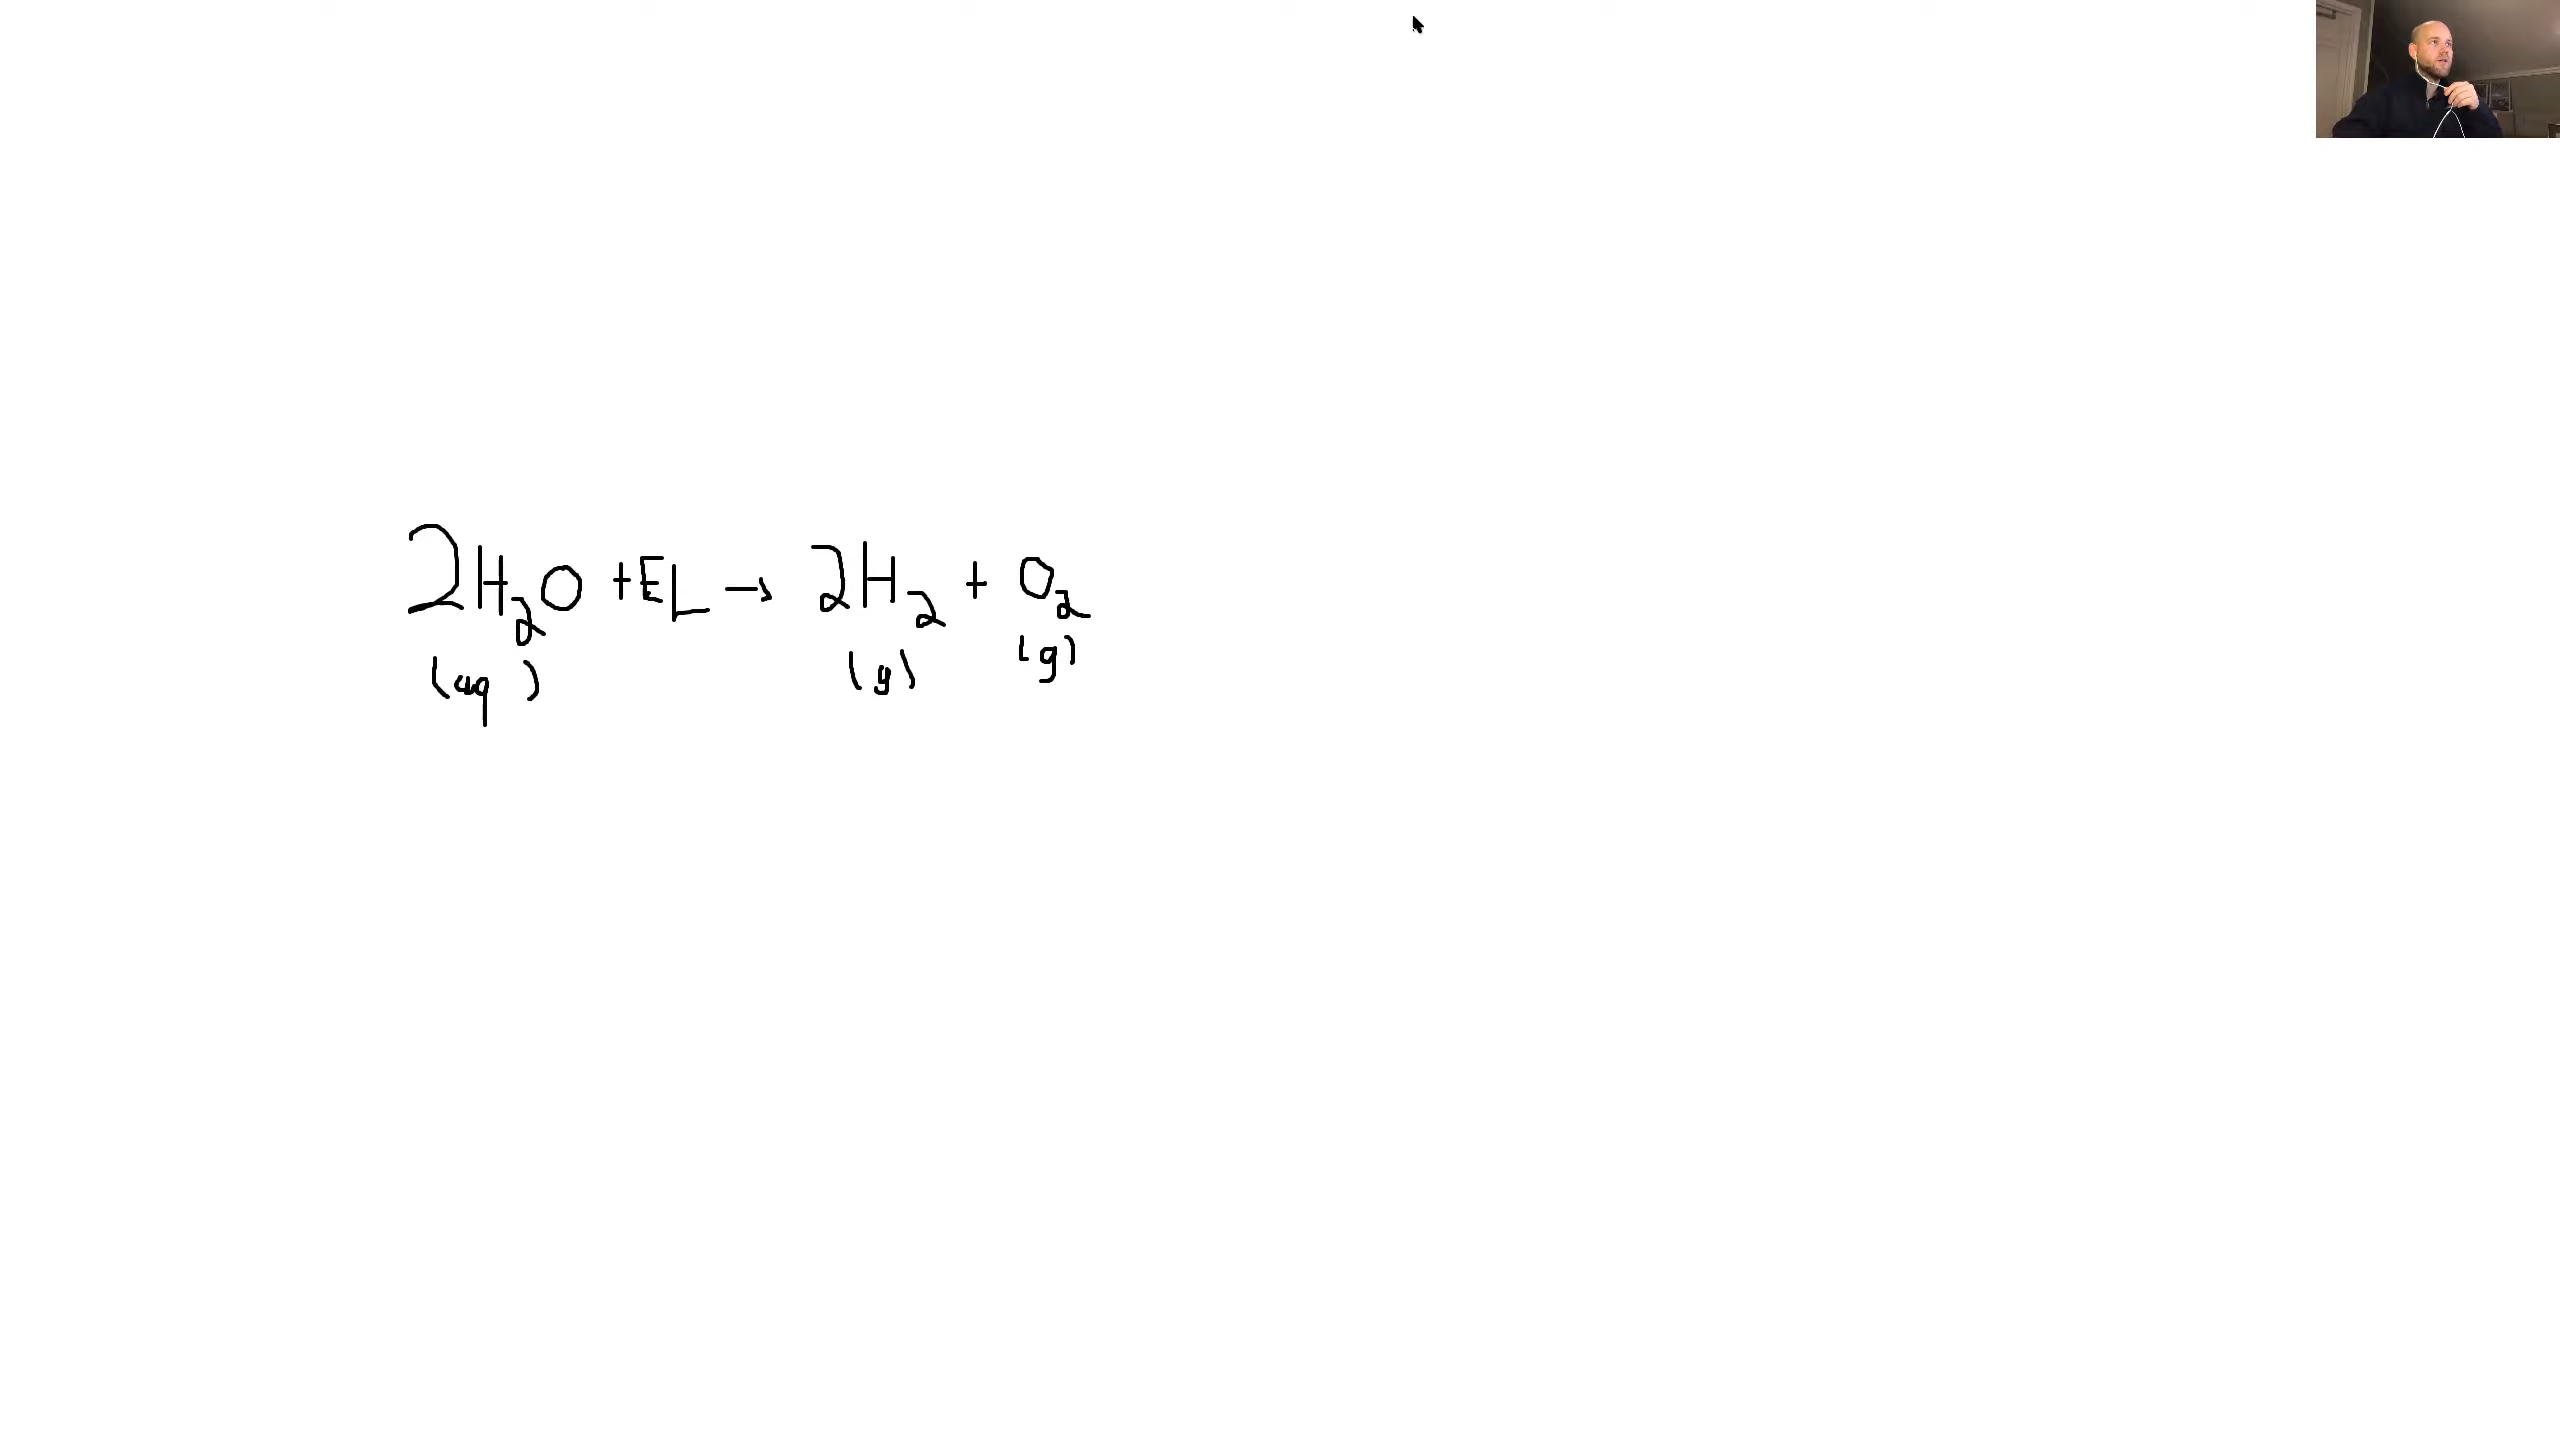 2H₂O + EL → 2H₂ + O₂
(aq) (g) (g)